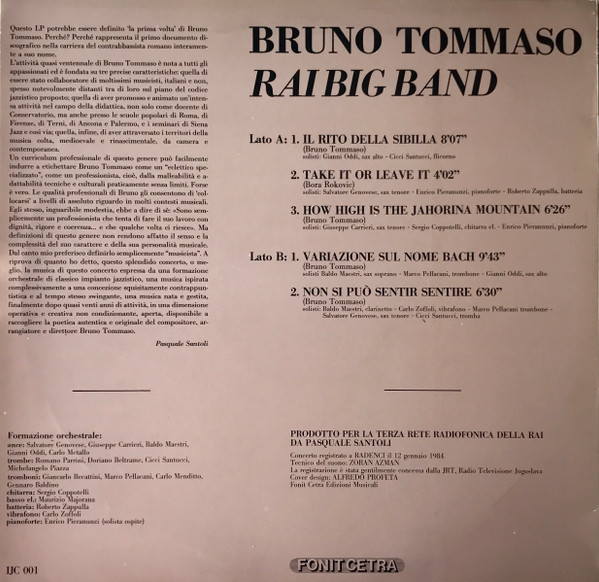 Questo LP potrebbe essere definito 'la prima volta' di Bruno
Tommaso. Perché? Perché rappresenta il primo documento di-
scografico nella carriera del contrabbassista romano interamen-
te a suo nome.
L'attività quasi ventennale di Bruno Tommaso è nota a tutti gli
appassionati ed è fondata su tre precise caratteristiche: quella di
essere stato collaboratore di moltissimi musicisti, italiani e non,
spesso notevolmente distanti tra di loro sul piano del codice
jazzistico proposto; quella di aver promosso e animato un'inten-
sa attività nel campo della didattica, non solo come docente di
Conservatorio, ma anche presso le scuole popolari di Roma, di
Firenze, di Terni, di Ancona e Palermo, e i seminari di Siena
Jazz e così via; quella, infine, di aver attraversato i territori della
musica colta, medioevale e rinascimentale, da camera e
contemporanea.
Un curriculum professionale di questo genere può facilmente
indurre a etichettare Bruno Tommaso come un "eclettico spe-
cializzato", come un professionista, cioè, dalla malleabilità e a-
dattabilità tecniche e culturali praticamente senza limiti. Forse
è vero. Le qualità professionali di Bruno gli consentono di 'col-
locarsi' a livelli di assoluto riguardo in molti contesti musicali.
Egli stesso, inguaribile modestia, ebbe a dire di sé: «Sono sem-
plicemente un professionista che tenta di fare il suo lavoro con
dignità, rigore e coerenza... e che qualche volta ci riesce». Ma
definizioni di questo genere non rendono affatto il senso e la
complessità del suo carattere e della sua personalità musicale.
Dal canto mio preferisco definirlo semplicemente "musicista". A
riprova di quanto ho detto, questo splendido concerto, o me-
glio, la musica di questo concerto espressa da una formazione
orchestrale di classico impianto jazzistico, una musica ispirata
complessivamente a una concezione squisitamente contrappun-
tistica e al tempo stesso swingante, una musica nata e gestita,
finalmente dopo quasi venti anni di attività, in una dimensione
operativa e creativa non condizionante, aperta, disponibile a
raccogliere la poetica autentica e originale del compositore, ar-
rangiatore e direttore Bruno Tommaso.
Pasquale Santoli
BRUNO TOMMASO
RAI BIG BAND
Lato A: 1. IL RITO DELLA SIBILLA 8'07"
(Bruno Tommaso)
solisti: Gianni Oddi, sax alto - Cicci Santucci, flicorno
2. TAKE IT OR LEAVE IT 4'02"
(Bora Rokovic)
solisti: Salvatore Genovese, sax tenore - Enrico Pieranunzi, pianoforte - Roberto Zappulla, batteria
3. HOW HIGH IS THE JAHORINA MOUNTAIN 6'26"
(Bruno Tommaso)
solisti: Giuseppe Carrieri, sax tenore - Sergio Coppotelli, chitarra el. - Enrico Pieranunzi, pianoforte
Lato B: 1. VARIAZIONE SUL NOME BACH 9'43"
(Bruno Tommaso)
solisti Baldo Maestri, sax soprano - Marco Pellacani, trombone - Gianni Oddi, sax alto
2. NON SI PUÒ SENTIR SENTIRE 6'30"
(Bruno Tommaso)
solisti: Baldo Maestri, clarinetto - Carlo Zoffoli, vibrafono - Marco Pellacani trombone -
Salvatore Genovese, sax tenore - Cicci Santucci, tromba
Formazione orchestrale:
ance: Salvatore Genovese, Giuseppe Carrieri, Baldo Maestri,
Gianni Oddi, Carlo Metallo
trombe: Romano Parrini, Doriano Beltrame, Cicci Santucci,
Michelangelo Piazza
tromboni: Giancarlo Becattini, Marco Pellacani, Carlo Menditto,
Gennaro Baldino
chitarra: Sergio Coppotelli
basso el.: Maurizio Majorana
batteria: Roberto Zappulla
vibrafono: Carlo Zoffoli
pianoforte: Enrico Pieranunzi (solista ospite)
PRODOTTO PER LA TERZA RETE RADIOFONICA DELLA RAI
DA PASQUALE SANTOLI
Concerto registrato a RADENCI il 12 gennaio 1984
Tecnico del suono: ZORAN AZMAN
La registrazione è stata gentilmente concessa dalla JRT, Radio Televisione Jugoslava
Cover design: ALFREDO PROFETA
Fonit Cetra Edizioni Musicali
IJC 001
FONIT CETRA